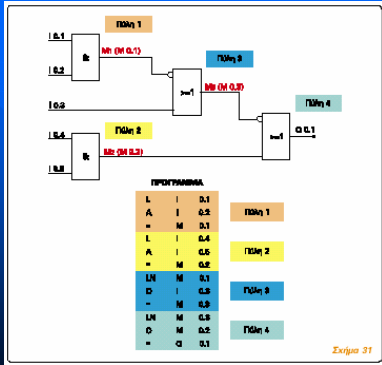 Πύλη 1
I 0.1
&
M1 (M 0.1)
I 0.2
Πύλη 3
>=1
M3 (M 0.3)
I 0.3
Πύλη 2
Πύλη 4
I 0.4
&
M2 (M 0.2)
I 0.5
>=1
Q 0.1
ΠΡΟΓΡΑΜΜΑ
L I 0.1
A I 0.2
= M 0.1
Πύλη 1
L I 0.4
A I 0.5
= M 0.2
Πύλη 2
LN M 0.1
O I 0.3
= M 0.3
Πύλη 3
LN M 0.3
O M 0.2
= Q 0.1
Πύλη 4
Σχήμα 31